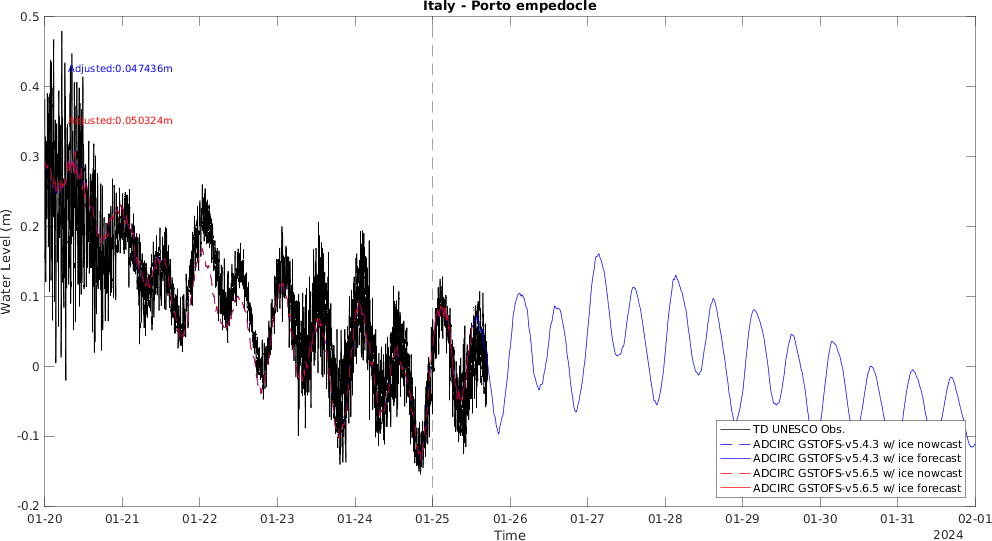 Italy - Porto empedocle
Adjusted:0.047436m
Adjusted:0.050324m
Water Level (m)
0.5
0.4
0.3
0.2
0.1
0
-0.1
-0.2
01-20
01-21
01-22
01-23
01-24
01-25
01-26
01-27
01-28
01-29
01-30
01-31
02-01
Time
2024
TD UNESCO Obs.
ADCIRC GSTOFS-v5.4.3 w/ ice nowcast
ADCIRC GSTOFS-v5.4.3 w/ ice forecast
ADCIRC GSTOFS-v5.6.5 w/ ice nowcast
ADCIRC GSTOFS-v5.6.5 w/ ice forecast